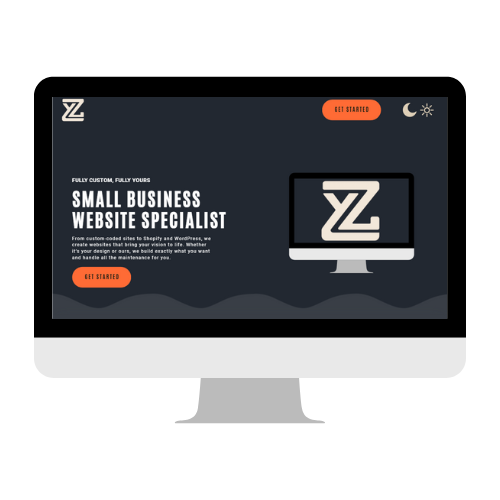 YZ
GET STARTED
FULLY CUSTOM, FULLY YOURS
SMALL BUSINESS
WEBSITE SPECIALIST
From custom coded sites to Shopify and WordPress, we
create websites that bring your vision to life. Whether
it's your design or ours, we build exactly what you want
and handle all the maintenance for you.
YZ
GET STARTED